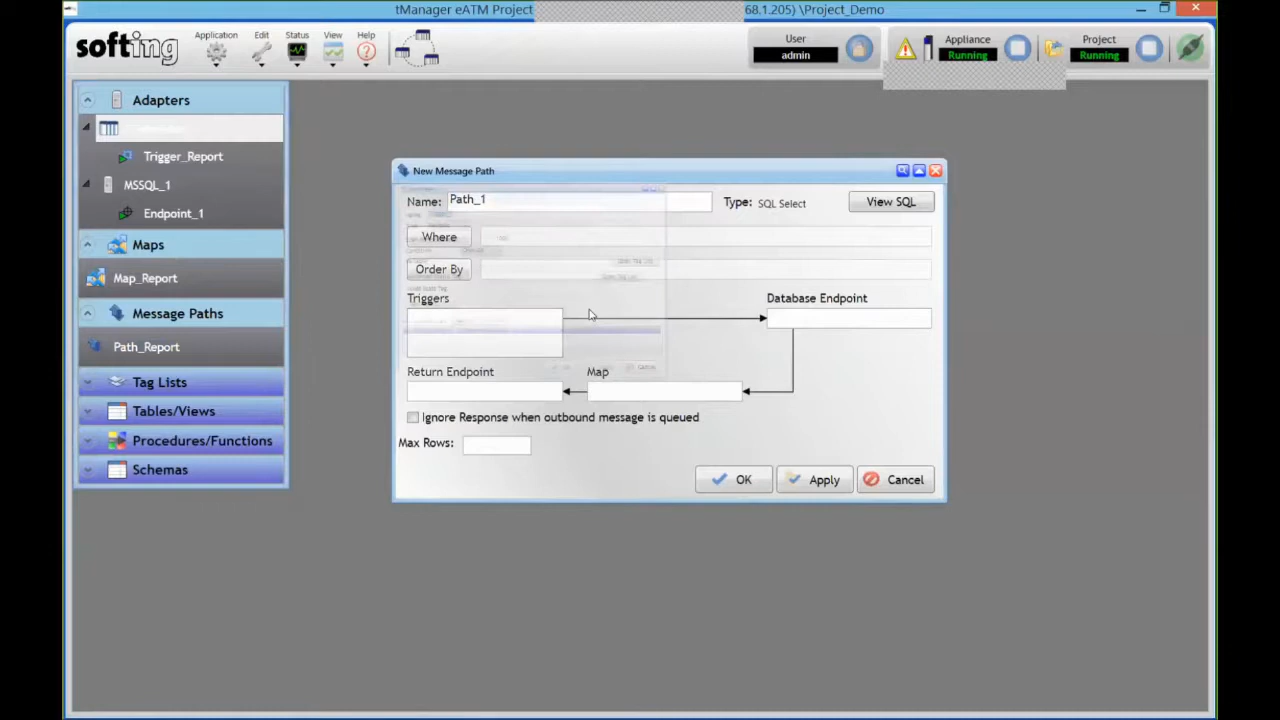 tManager eATM Project 68.1.205) \Project_Demo
softing
Application Edit Status View Help
User
admin
Appliance
Running
Project
Running
Adapters
Trigger_Report
MSSQL_1
Endpoint_1
Maps
Map_Report
Message Paths
Path_Report
Tag Lists
Tables/Views
Procedures/Functions
Schemas
New Message Path
Name: Path_1 Type: SQL Select View SQL
Where
Order By
Triggers Database Endpoint
Return Endpoint Map
Ignore Response when outbound message is queued
Max Rows:
OK Apply Cancel